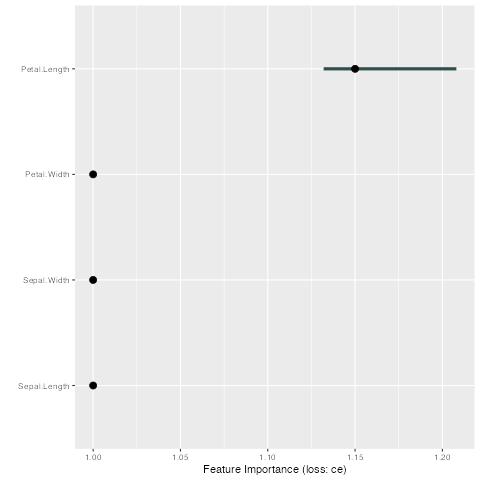 Petal.Length
Petal.Width
Sepal.Width
Sepal.Length
1.00 1.05 1.10 1.15 1.20
Feature Importance (loss: ce)